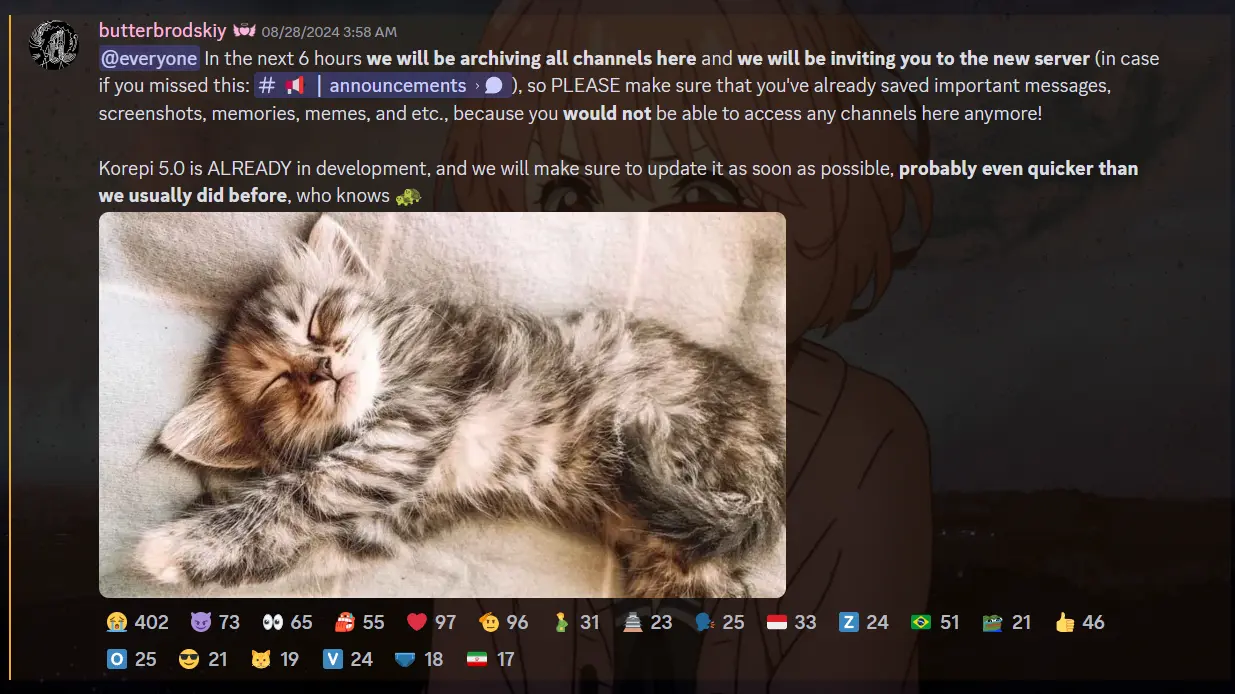 butterbrodskiy 08/28/2024 3:58 AM
@everyone In the next 6 hours we will be archiving all channels here and we will be inviting you to the new server (in case
if you missed this: # 📢 | announcements › 💬 ), so PLEASE make sure that you've already saved important messages,
screenshots, memories, memes, and etc., because you would not be able to access any channels here anymore!
Korepi 5.0 is ALREADY in development, and we will make sure to update it as soon as possible, probably even quicker than
we usually did before, who knows 🐢
402 73 65 55 97 96 31 23 25 33 Z 24 51 21 46
O 25 21 19 V 24 18 17